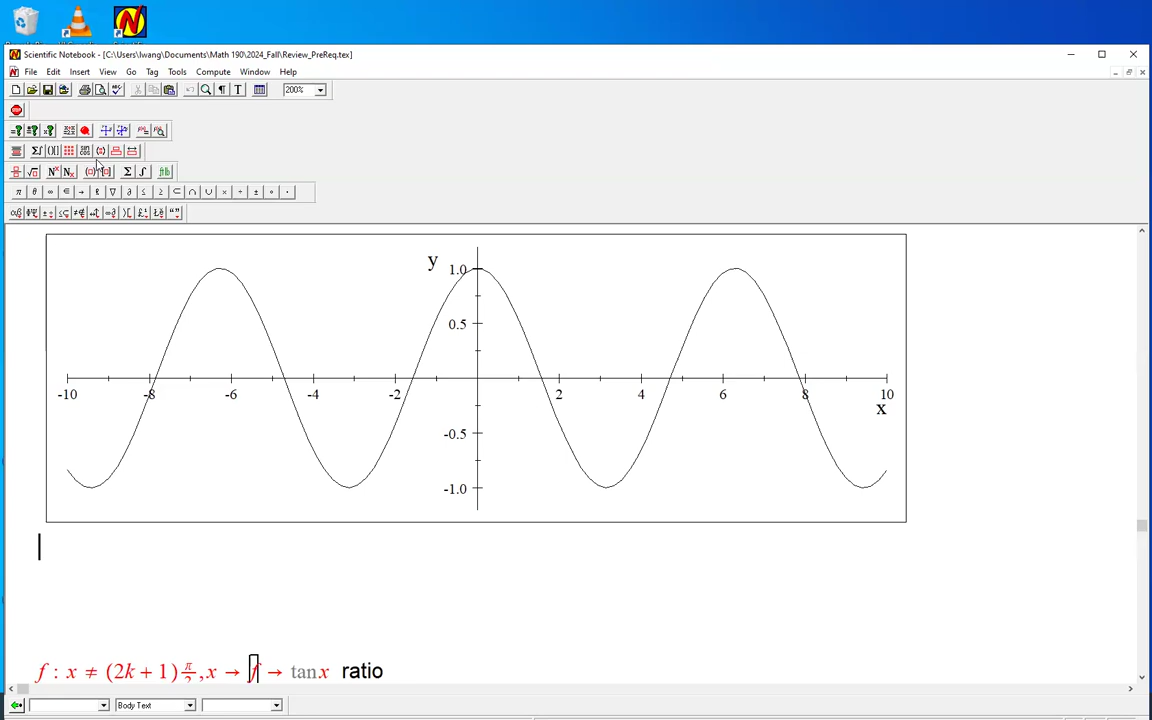 Scientific Notebook - [C:\Users\lwang\Documents\Math 190\2024_Fall\Review_PreReq.tex]
File Edit Insert View Go Tag Tools Compute Window Help
200%
π θ ∞ ∈ → ∇ ∂ ≤ ≥ ⊂ ∩ ∪ × ÷ ± ∘ ·
y
1.0
0.5
-10 -8 -6 -4 -2 2 4 6 8 10
x
-0.5
-1.0
f : x ≠ (2k + 1) π/2, x → f → tan x ratio
Body Text